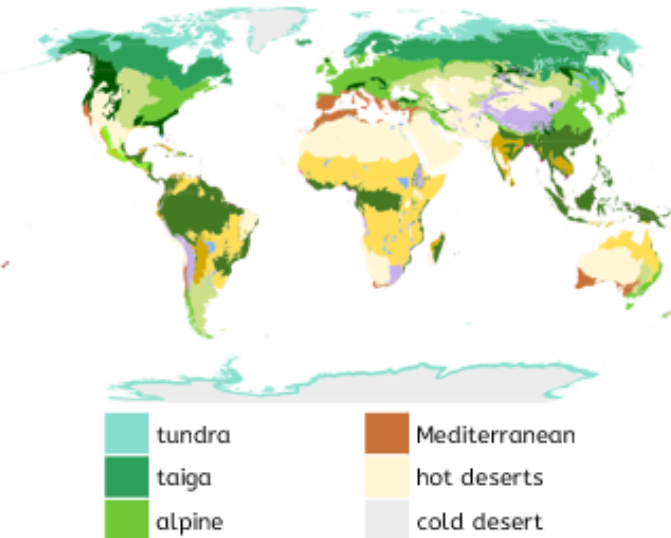 tundra
taiga
alpine
Mediterranean
hot deserts
cold desert